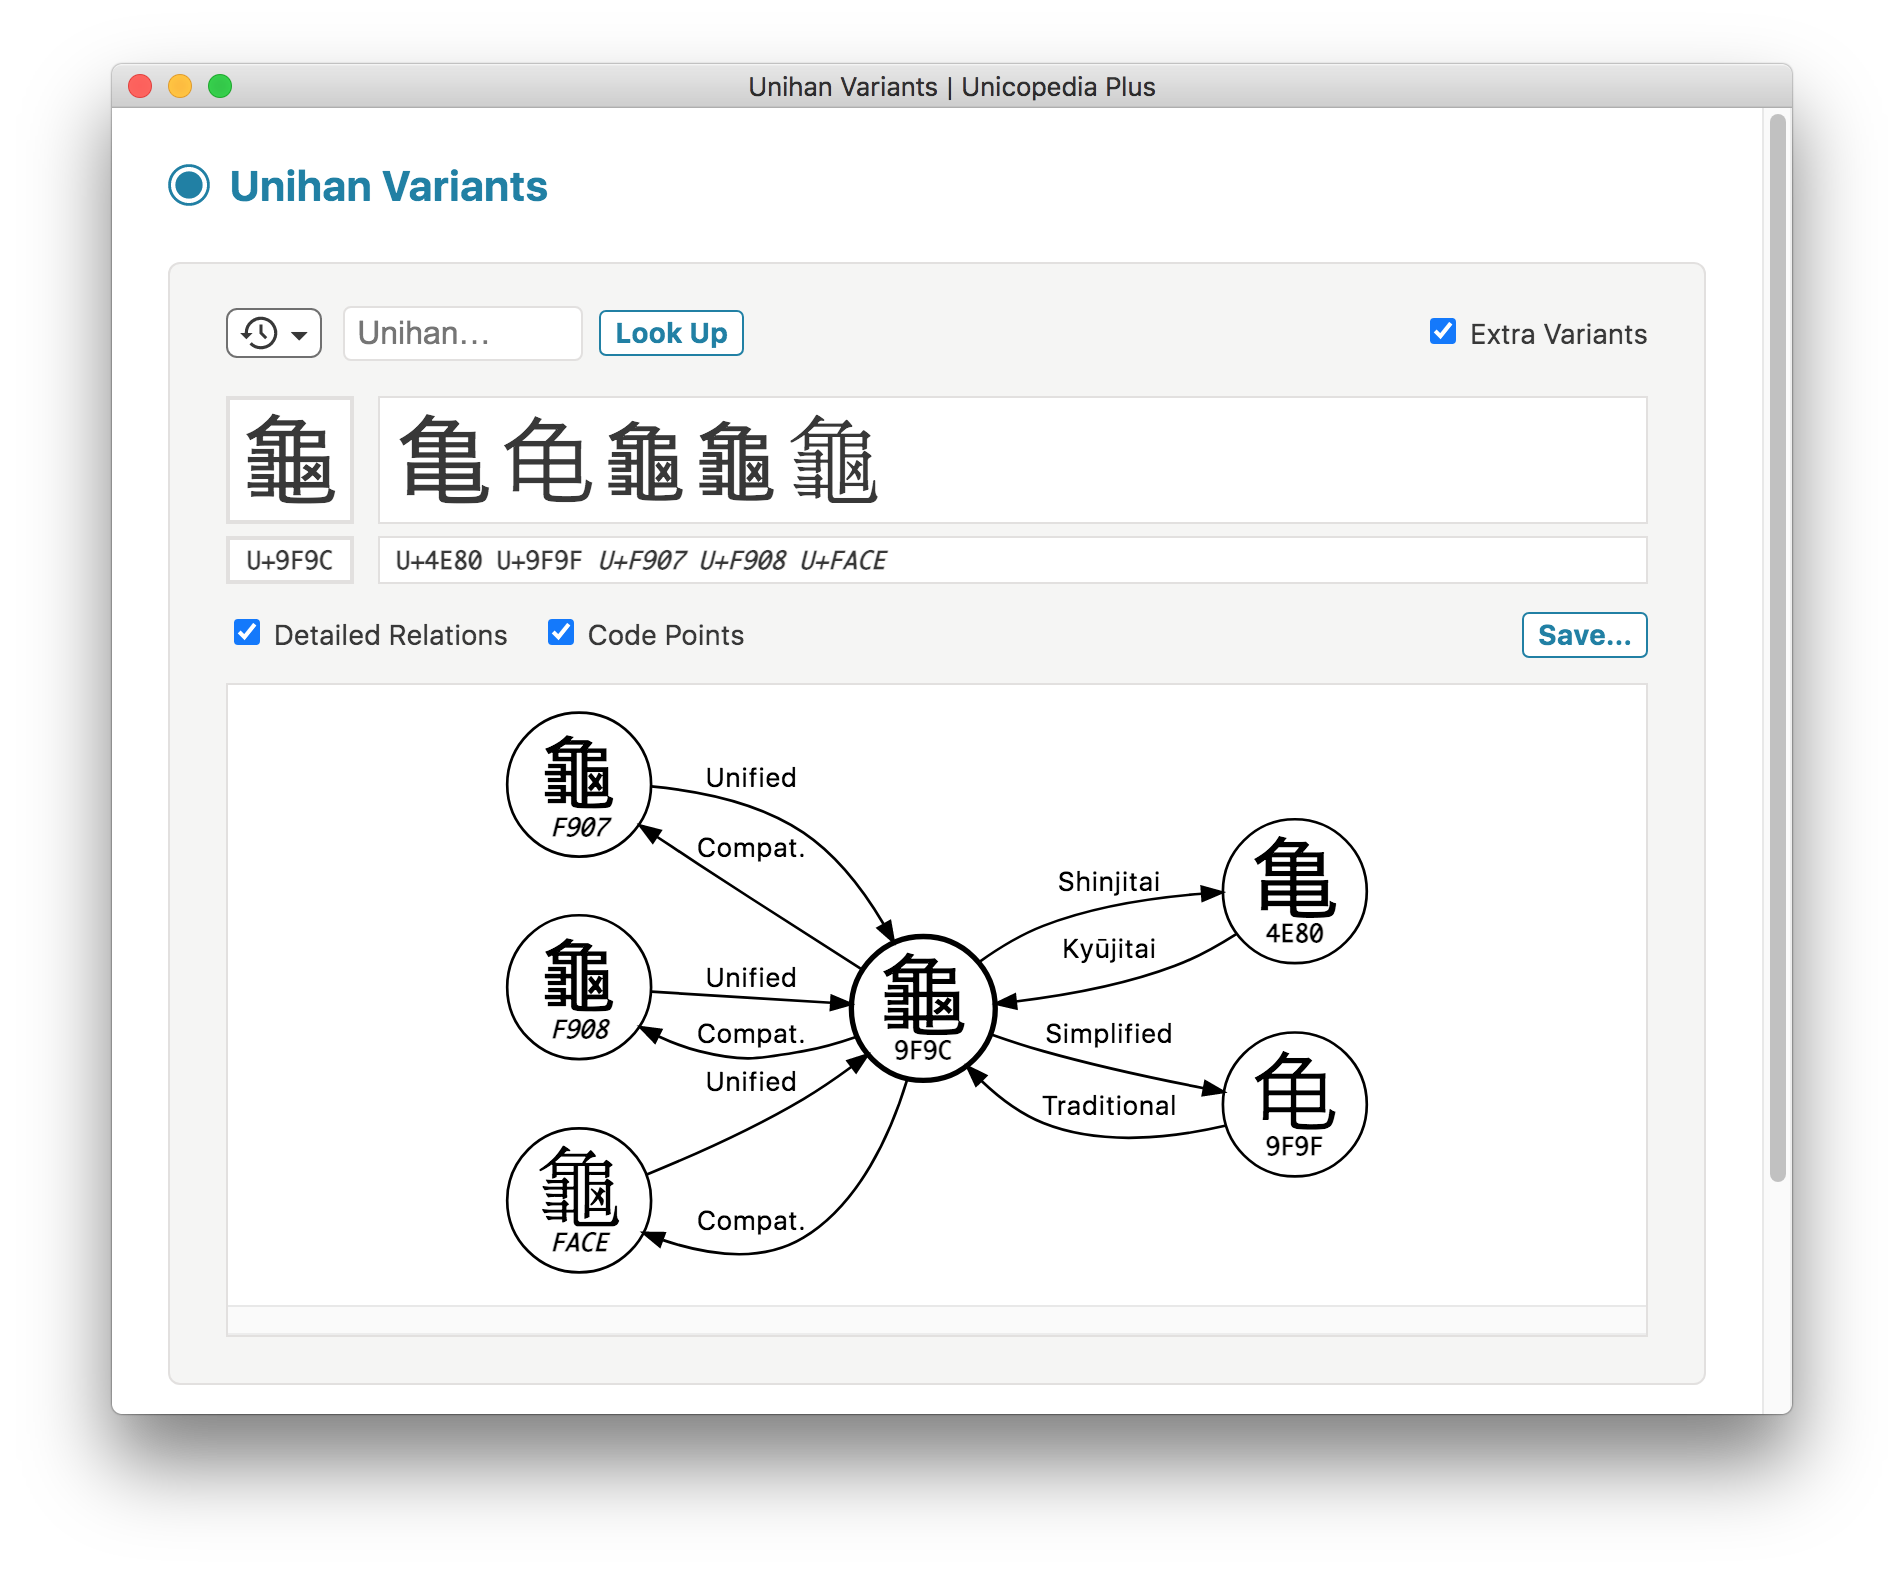 Unihan Variants | Unicopedia Plus
Unihan Variants
Unihan...
Look Up
Extra Variants
龜
亀 龟 龜 龜 龜
U+9F9C
U+4E80 U+9F9F U+F907 U+F908 U+FACE
Detailed Relations
Code Points
Save...
龜
F907
Unified
Compat.
龜
F908
Unified
Compat.
龜
FACE
Unified
Compat.
龜
9F9C
Shinjitai
Kyūjitai
亀
4E80
Simplified
Traditional
龟
9F9F